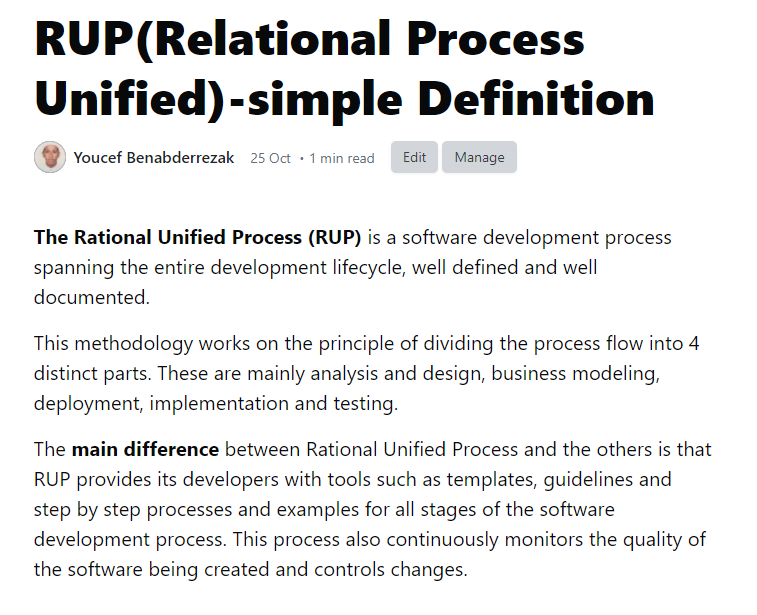 RUP(Relational Process
Unified)-simple Definition
Youcef Benabderrezak 25 Oct • 1 min read Edit Manage
The Rational Unified Process (RUP) is a software development process
spanning the entire development lifecycle, well defined and well
documented.
This methodology works on the principle of dividing the process flow into 4
distinct parts. These are mainly analysis and design, business modeling,
deployment, implementation and testing.
The main difference between Rational Unified Process and the others is that
RUP provides its developers with tools such as templates, guidelines and
step by step processes and examples for all stages of the software
development process. This process also continuously monitors the quality of
the software being created and controls changes.